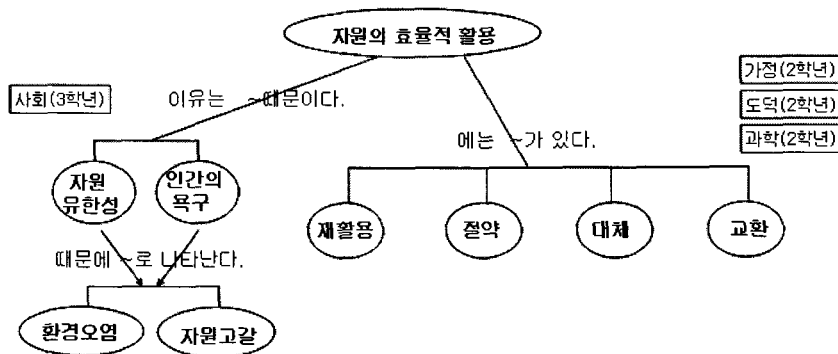 자원의 효율적 활용
사회(3학년)
이유는 ~때문이다.
가정(2학년)
도덕(2학년)
과학(2학년)
에는 ~가 있다.
자원
유한성
인간의
욕구
재활용
절약
대체
교환
때문에 ~로 나타난다.
환경오염
자원고갈